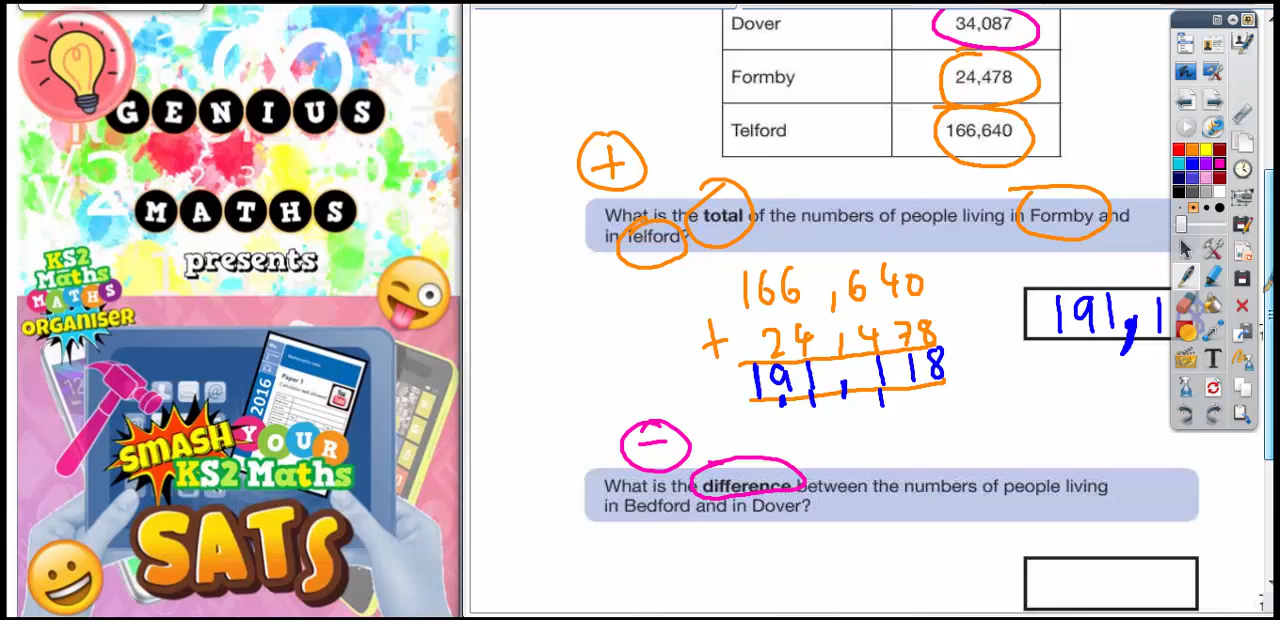 GENIUS
MATHS
presents
KS2
Maths
MATHS
ORGANISER
2016
Paper 1
SMASH YOUR
KS2 Maths
SATS
Dover 34,087
Formby 24,478
Telford 166,640
+
What is the total of the numbers of people living in Formby and
in Telford?
166,640
+ 24,478
191,118
191,118
−
What is the difference between the numbers of people living
in Bedford and in Dover?